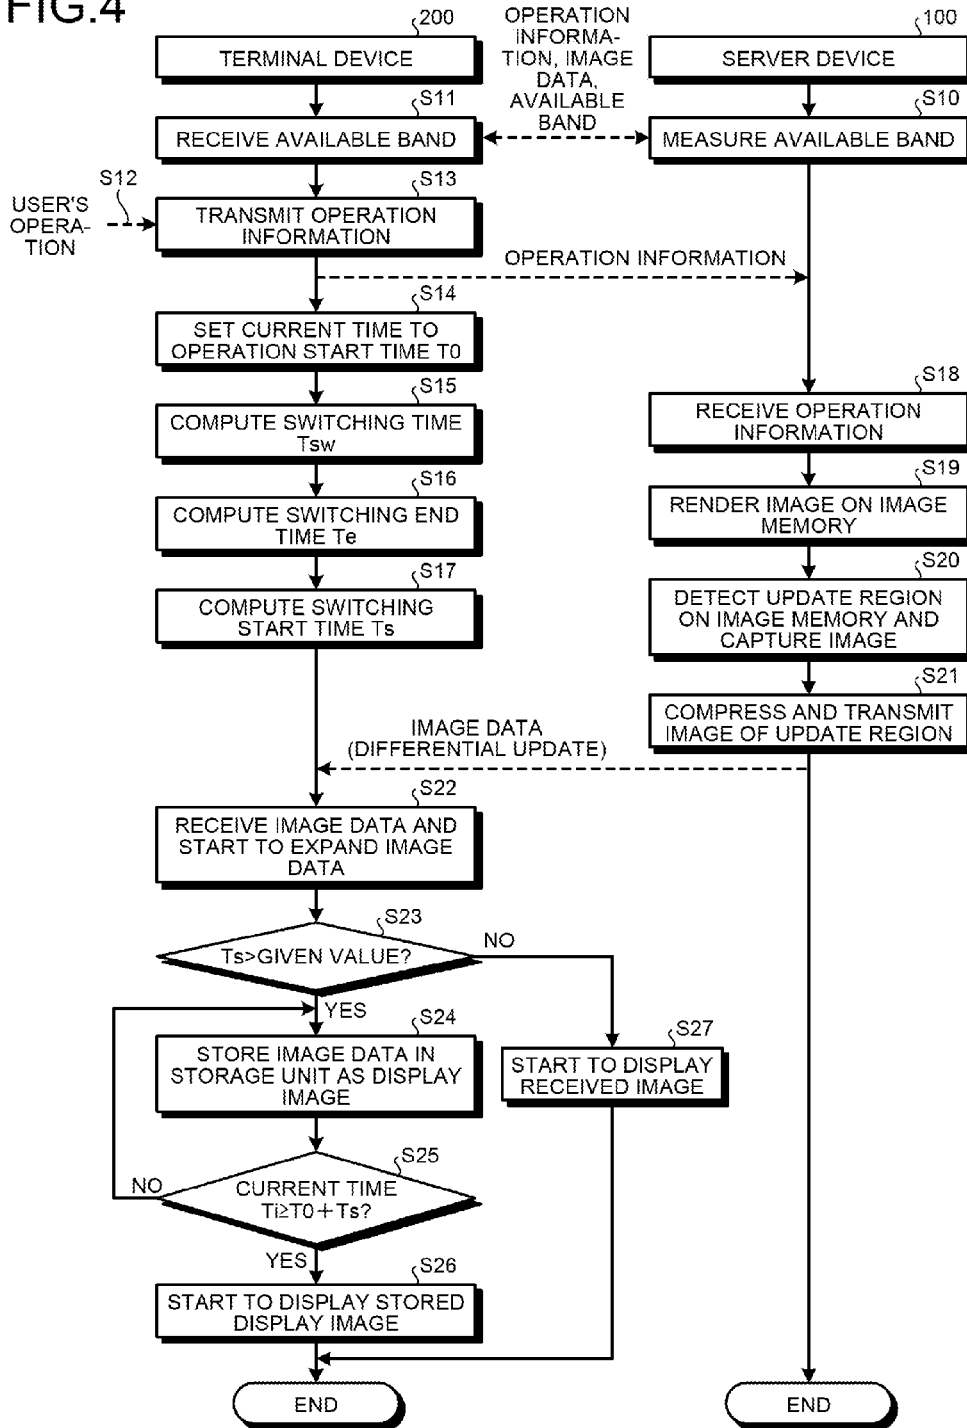 FIG.4
200
TERMINAL DEVICE
OPERATION
INFORMA-
TION, IMAGE
DATA,
AVAILABLE
BAND
100
SERVER DEVICE
S11
RECEIVE AVAILABLE BAND
S10
MEASURE AVAILABLE BAND
S12
USER'S
OPERA-
TION
S13
TRANSMIT OPERATION
INFORMATION
OPERATION INFORMATION
S14
SET CURRENT TIME TO
OPERATION START TIME T0
S15
COMPUTE SWITCHING TIME
Tsw
S18
RECEIVE OPERATION
INFORMATION
S16
COMPUTE SWITCHING END
TIME Te
S19
RENDER IMAGE ON IMAGE
MEMORY
S17
COMPUTE SWITCHING
START TIME Ts
S20
DETECT UPDATE REGION
ON IMAGE MEMORY AND
CAPTURE IMAGE
S21
COMPRESS AND TRANSMIT
IMAGE OF UPDATE REGION
IMAGE DATA
(DIFFERENTIAL UPDATE)
S22
RECEIVE IMAGE DATA AND
START TO EXPAND IMAGE
DATA
S23
Ts>GIVEN VALUE?
NO
YES
S24
STORE IMAGE DATA IN
STORAGE UNIT AS DISPLAY
IMAGE
S27
START TO DISPLAY
RECEIVED IMAGE
S25
CURRENT TIME
Ti≥T0+Ts?
NO
YES
S26
START TO DISPLAY STORED
DISPLAY IMAGE
END
END